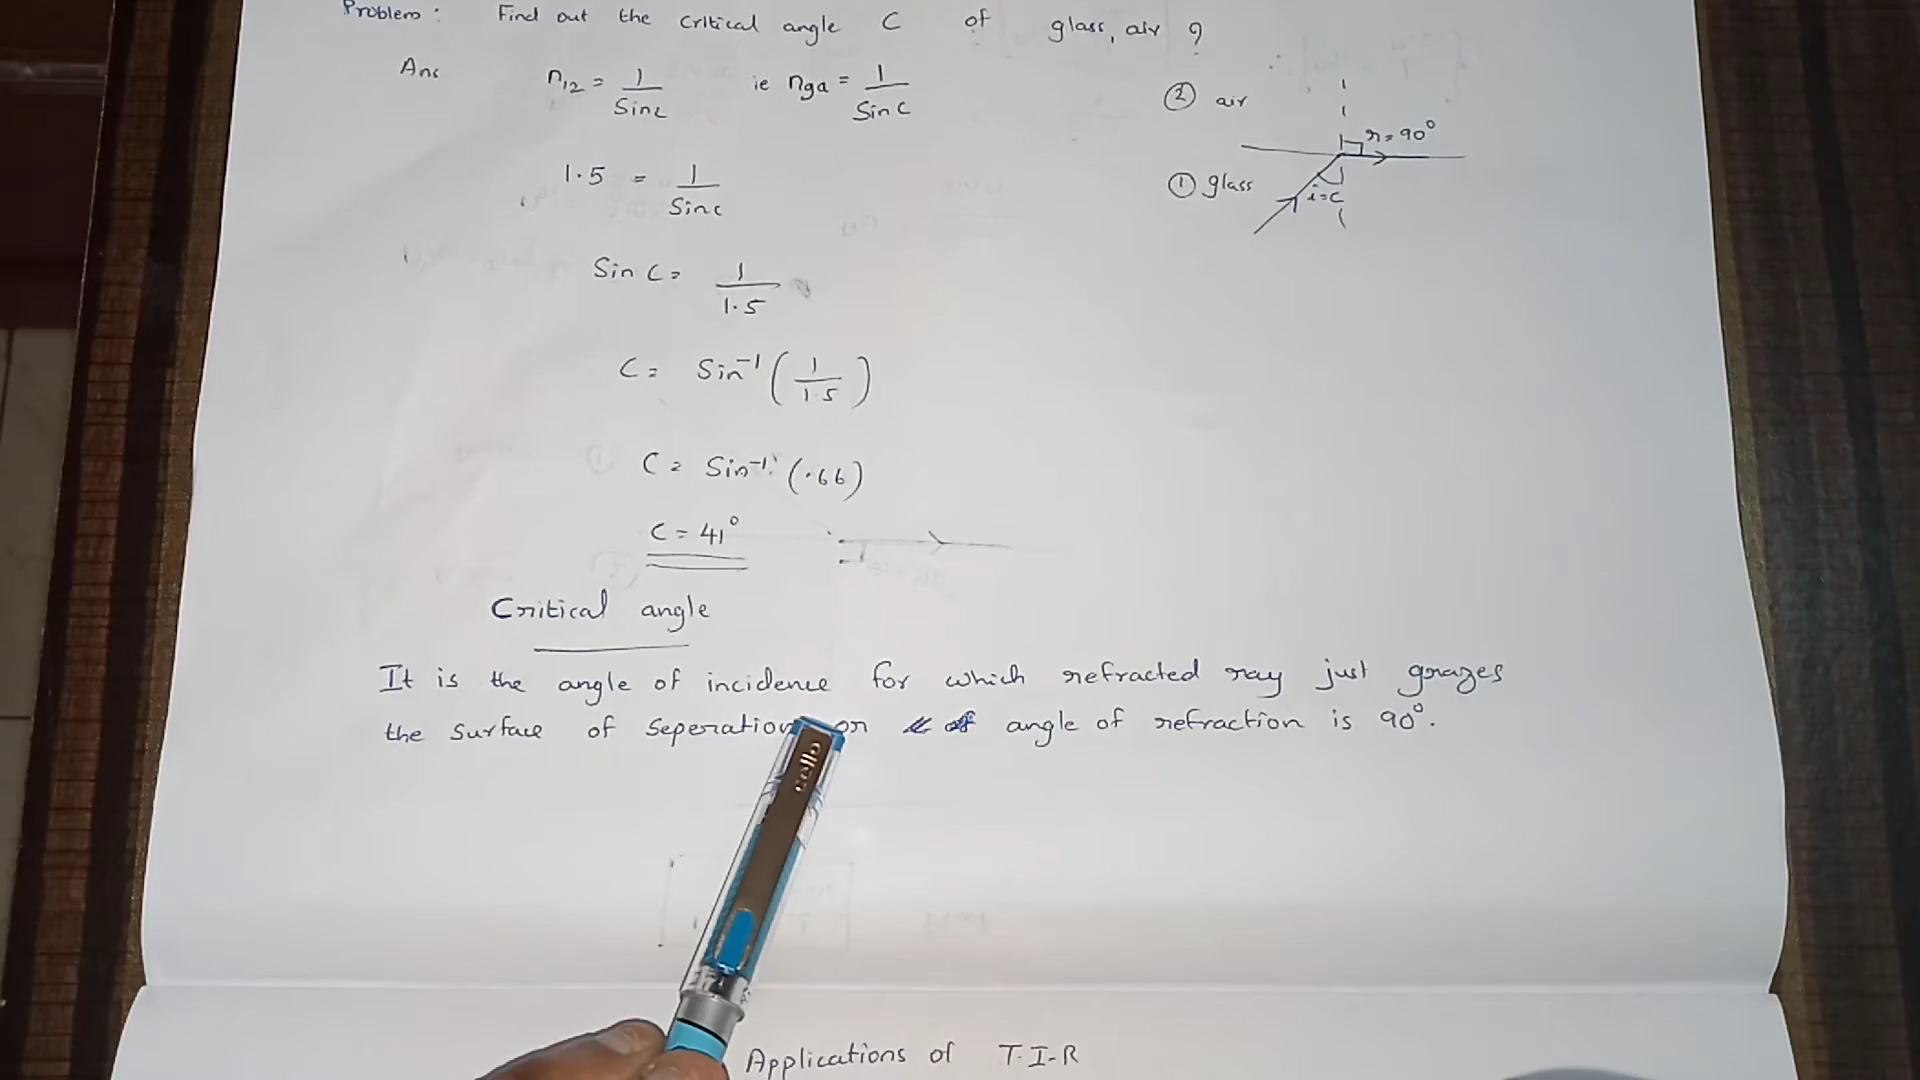 Problem: Find out the critical angle C of glass, air ?
Ans n12 = 1/Sinc ie nga = 1/Sin C
② air
r = 90°
1.5 = 1/Sinc
① glass
i=C
Sin C = 1/1.5
C = Sin⁻¹ (1/1.5)
C = Sin⁻¹ (.66)
C = 41°
Critical angle
It is the angle of incidence for which refracted ray just grazes
the surface of seperation or angle of refraction is 90°.
cello
Applications of T.I.R